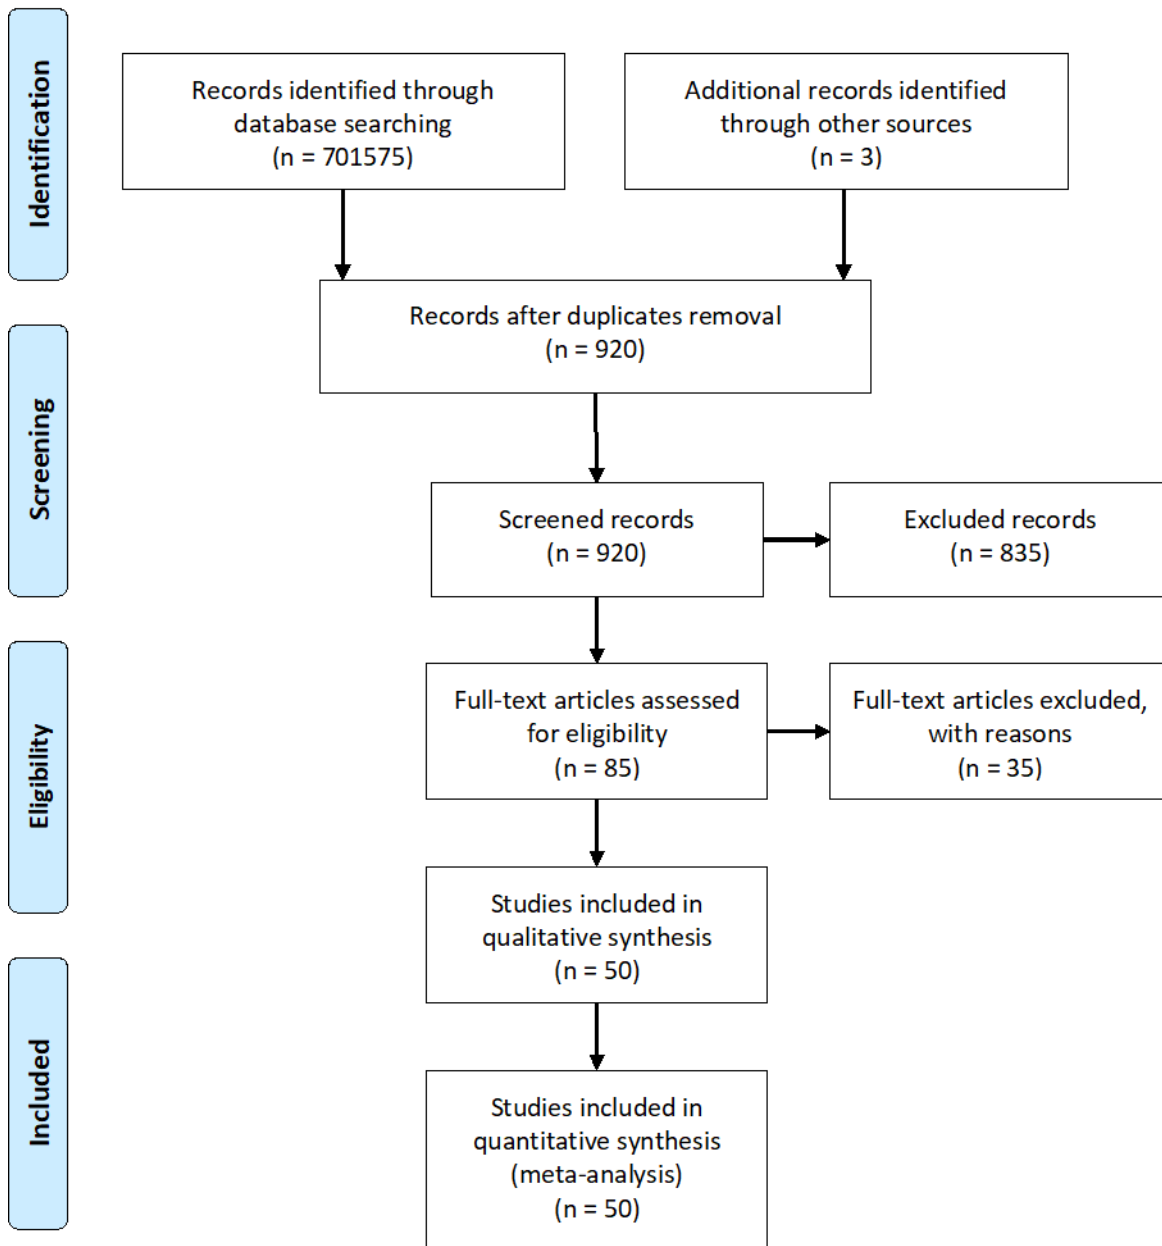 Identification
Records identified through
database searching
(n = 701575)
Additional records identified
through other sources
(n = 3)
Records after duplicates removal
(n = 920)
Screening
Screened records
(n = 920)
Excluded records
(n = 835)
Eligibility
Full-text articles assessed
for eligibility
(n = 85)
Full-text articles excluded,
with reasons
(n = 35)
Studies included in
qualitative synthesis
(n = 50)
Included
Studies included in
quantitative synthesis
(meta-analysis)
(n = 50)